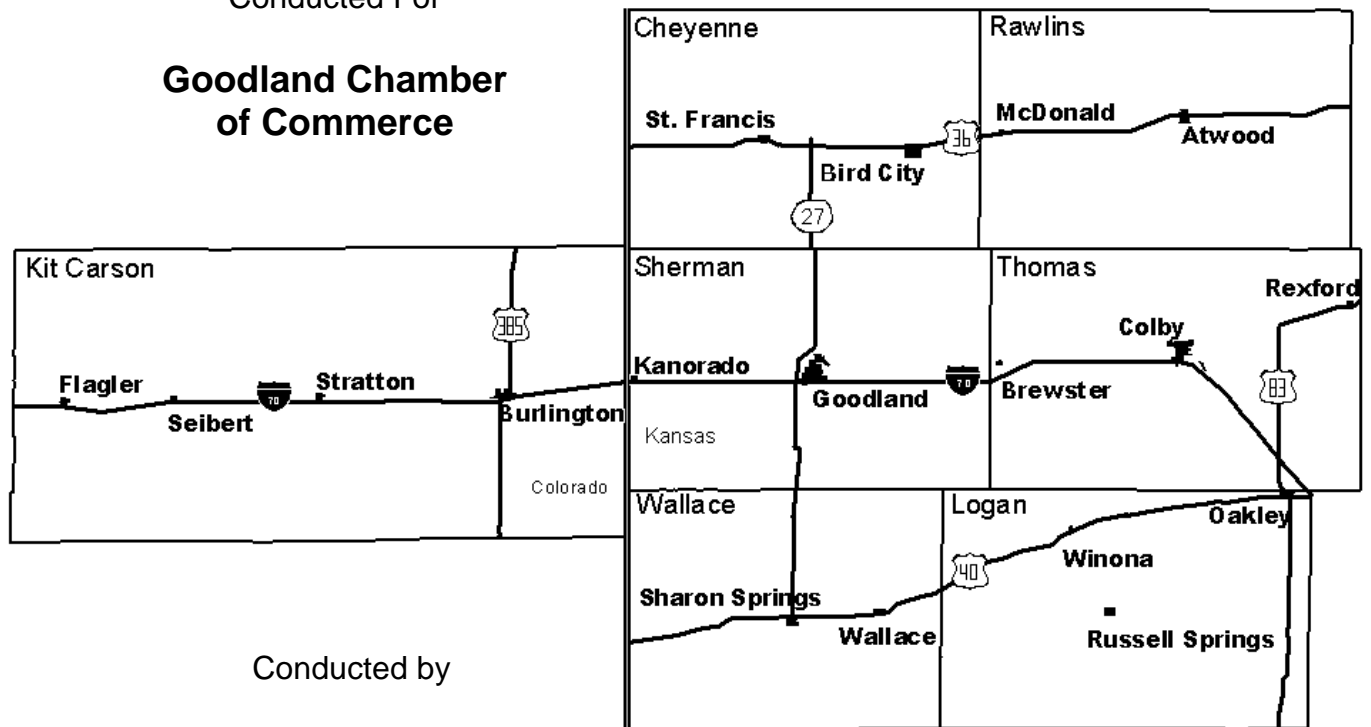 Conducted For
Goodland Chamber
of Commerce
Cheyenne
Rawlins
St. Francis
36
McDonald
Atwood
Bird City
27
Kit Carson
385
Flagler
Seibert
70
Stratton
Burlington
Colorado
Sherman
Thomas
Rexford
Colby
Kanorado
Goodland
70
Brewster
83
Kansas
Wallace
Logan
Oakley
Winona
40
Sharon Springs
Wallace
Russell Springs
Conducted by